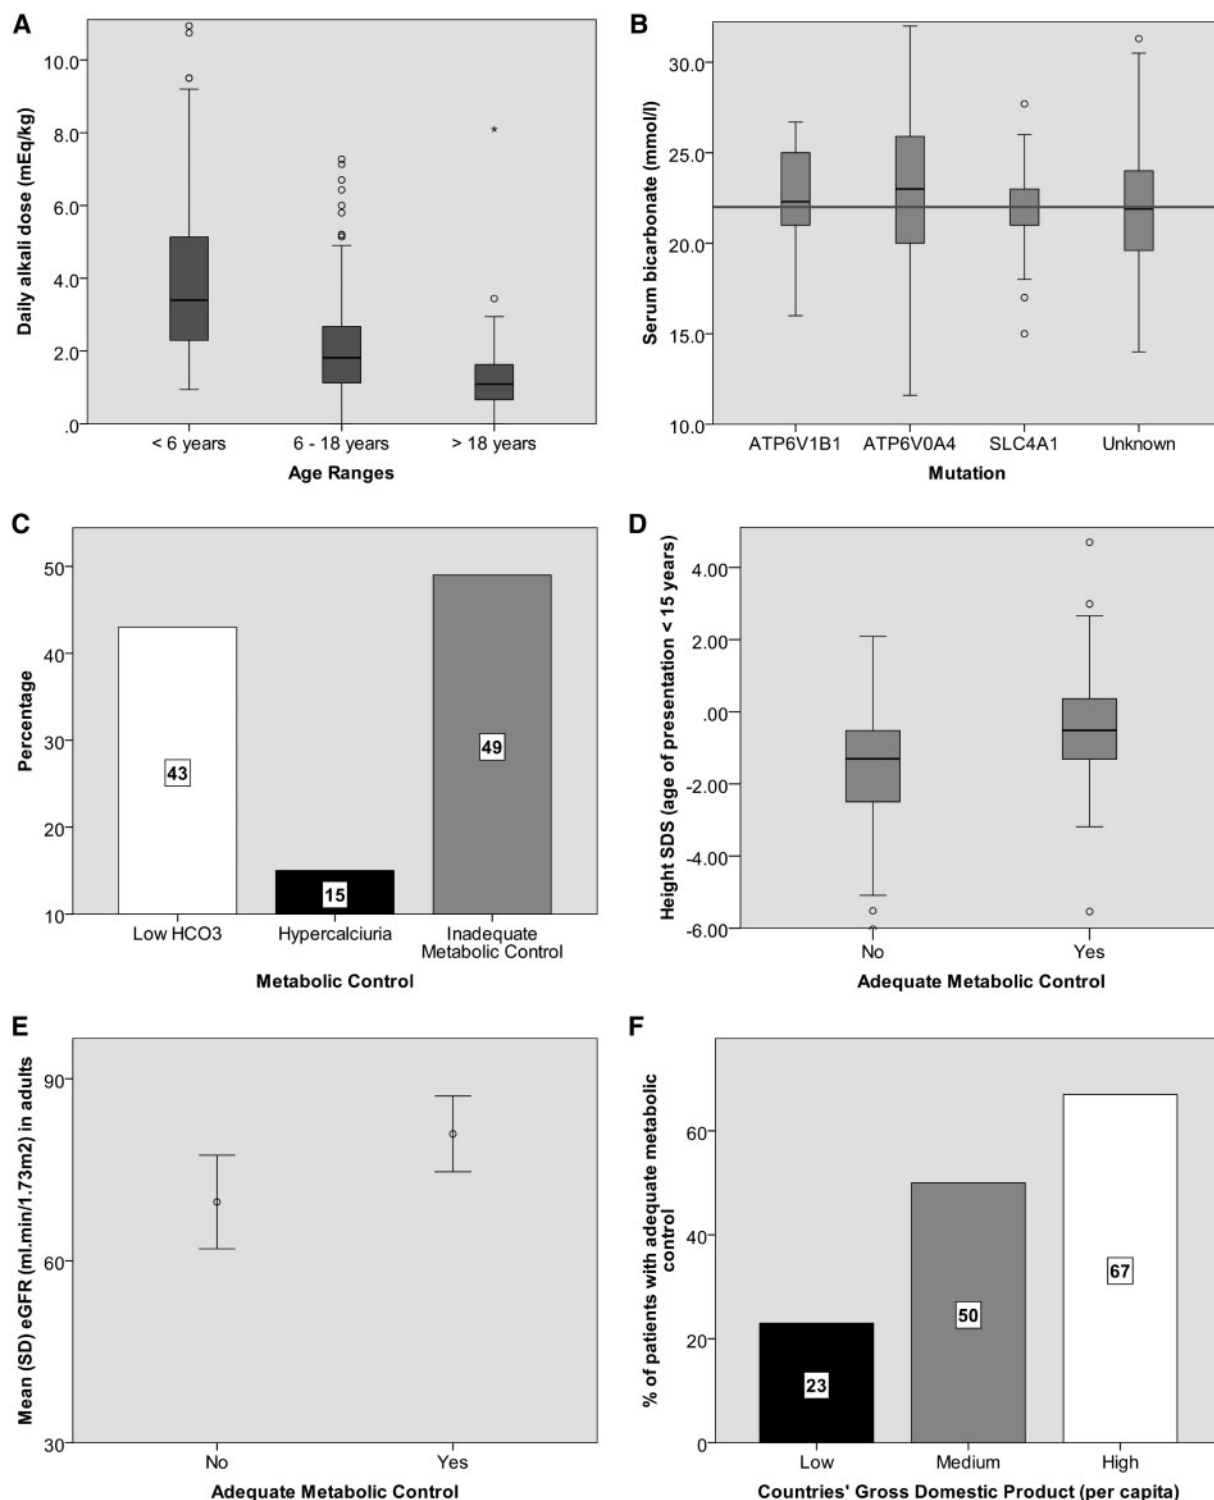 A
Daily alkali dose (mEq/kg)
10.0
8.0
6.0
4.0
2.0
.0
< 6 years
6 - 18 years
> 18 years
Age Ranges
B
Serum bicarbonate (mmol/l)
30.0
25.0
20.0
15.0
10.0
ATP6V1B1
ATP6V0A4
SLC4A1
Unknown
Mutation
C
Percentage
50
40
30
20
10
43
15
49
Low HCO3
Hypercalciuria
Inadequate
Metabolic Control
Metabolic Control
D
Height SDS (age of presentation < 15 years)
4.00
2.00
.00
-2.00
-4.00
-6.00
No
Yes
Adequate Metabolic Control
E
Mean (SD) eGFR (ml.min/1.73m2) in adults
90
60
30
No
Yes
Adequate Metabolic Control
F
% of patients with adequate metabolic
control
60
40
20
0
23
50
67
Low
Medium
High
Countries' Gross Domestic Product (per capita)